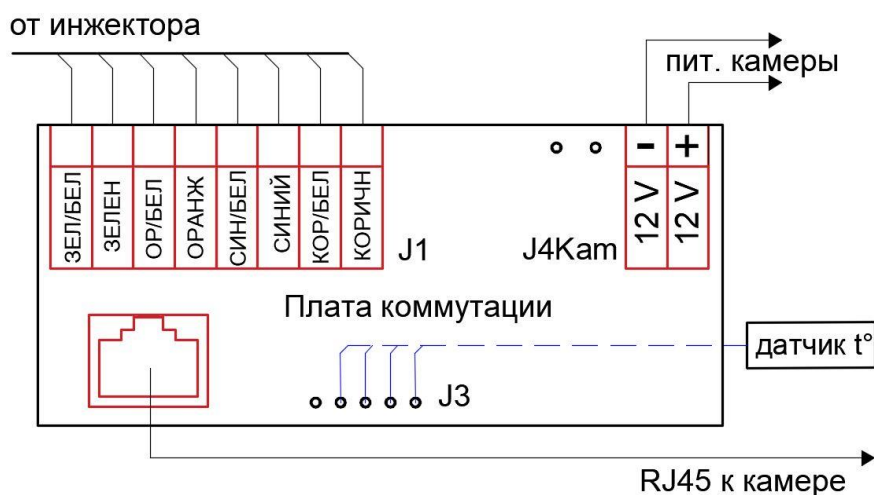 от инжектора
пит. камеры
ЗЕЛ/БЕЛ
ЗЕЛЕН
ОР/БЕЛ
ОРАНЖ
СИН/БЕЛ
СИНИЙ
КОР/БЕЛ
КОРИЧН
J1
J4Kam
- +
12 V
12 V
Плата коммутации
датчик t°
J3
RJ45 к камере